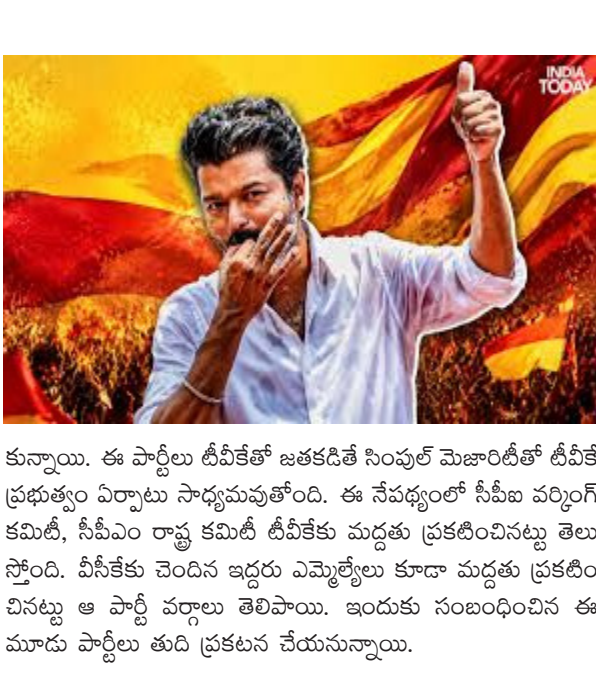 INDIA
TODAY
కున్నాయి. ఈ పార్టీలు టీవీకేతో జతకడితే సింపుల్ మెజారిటీతో టీవీకే
ప్రభుత్వం ఏర్పాటు సాధ్యమవుతోంది. ఈ నేపథ్యంలో సీపీఐ వర్కింగ్
కమిటీ, సీపీఎం రాష్ట్ర కమిటీ టీవీకేకు మద్దతు ప్రకటించినట్టు తెలు
స్తోంది. వీసీకేకు చెందిన ఇద్దరు ఎమ్మెల్యేలు కూడా మద్దతు ప్రకటిం
చినట్టు ఆ పార్టీ వర్గాలు తెలిపాయి. ఇందుకు సంబంధించిన ఈ
మూడు పార్టీలు తుది ప్రకటన చేయనున్నాయి.